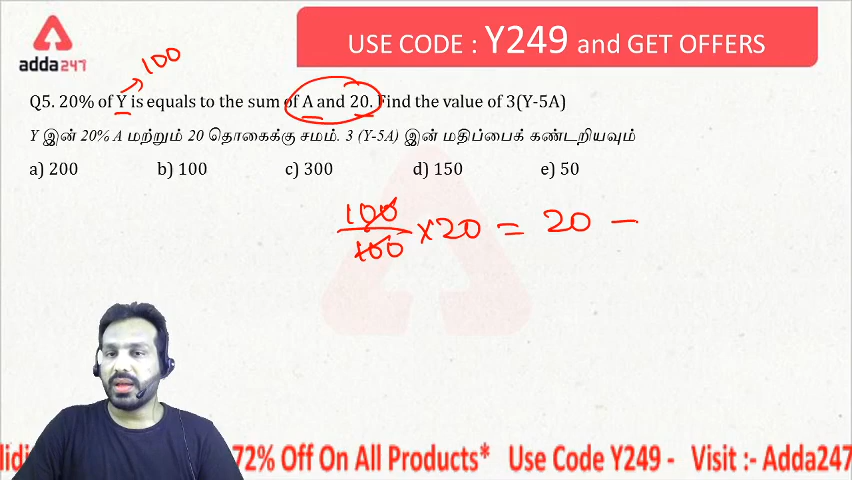 USE CODE : Y249 and GET OFFERS
adda247
100
Q5. 20% of Y is equals to the sum of A and 20. Find the value of 3(Y-5A)
Y இன் 20% A மற்றும் 20 தொகைக்கு சமம். 3 (Y-5A) இன் மதிப்பைக் கண்டறியவும்
a) 200 b) 100 c) 300 d) 150 e) 50
100/100 × 20 = 20 –
72% Off On All Products* Use Code Y249 - Visit :- Adda247